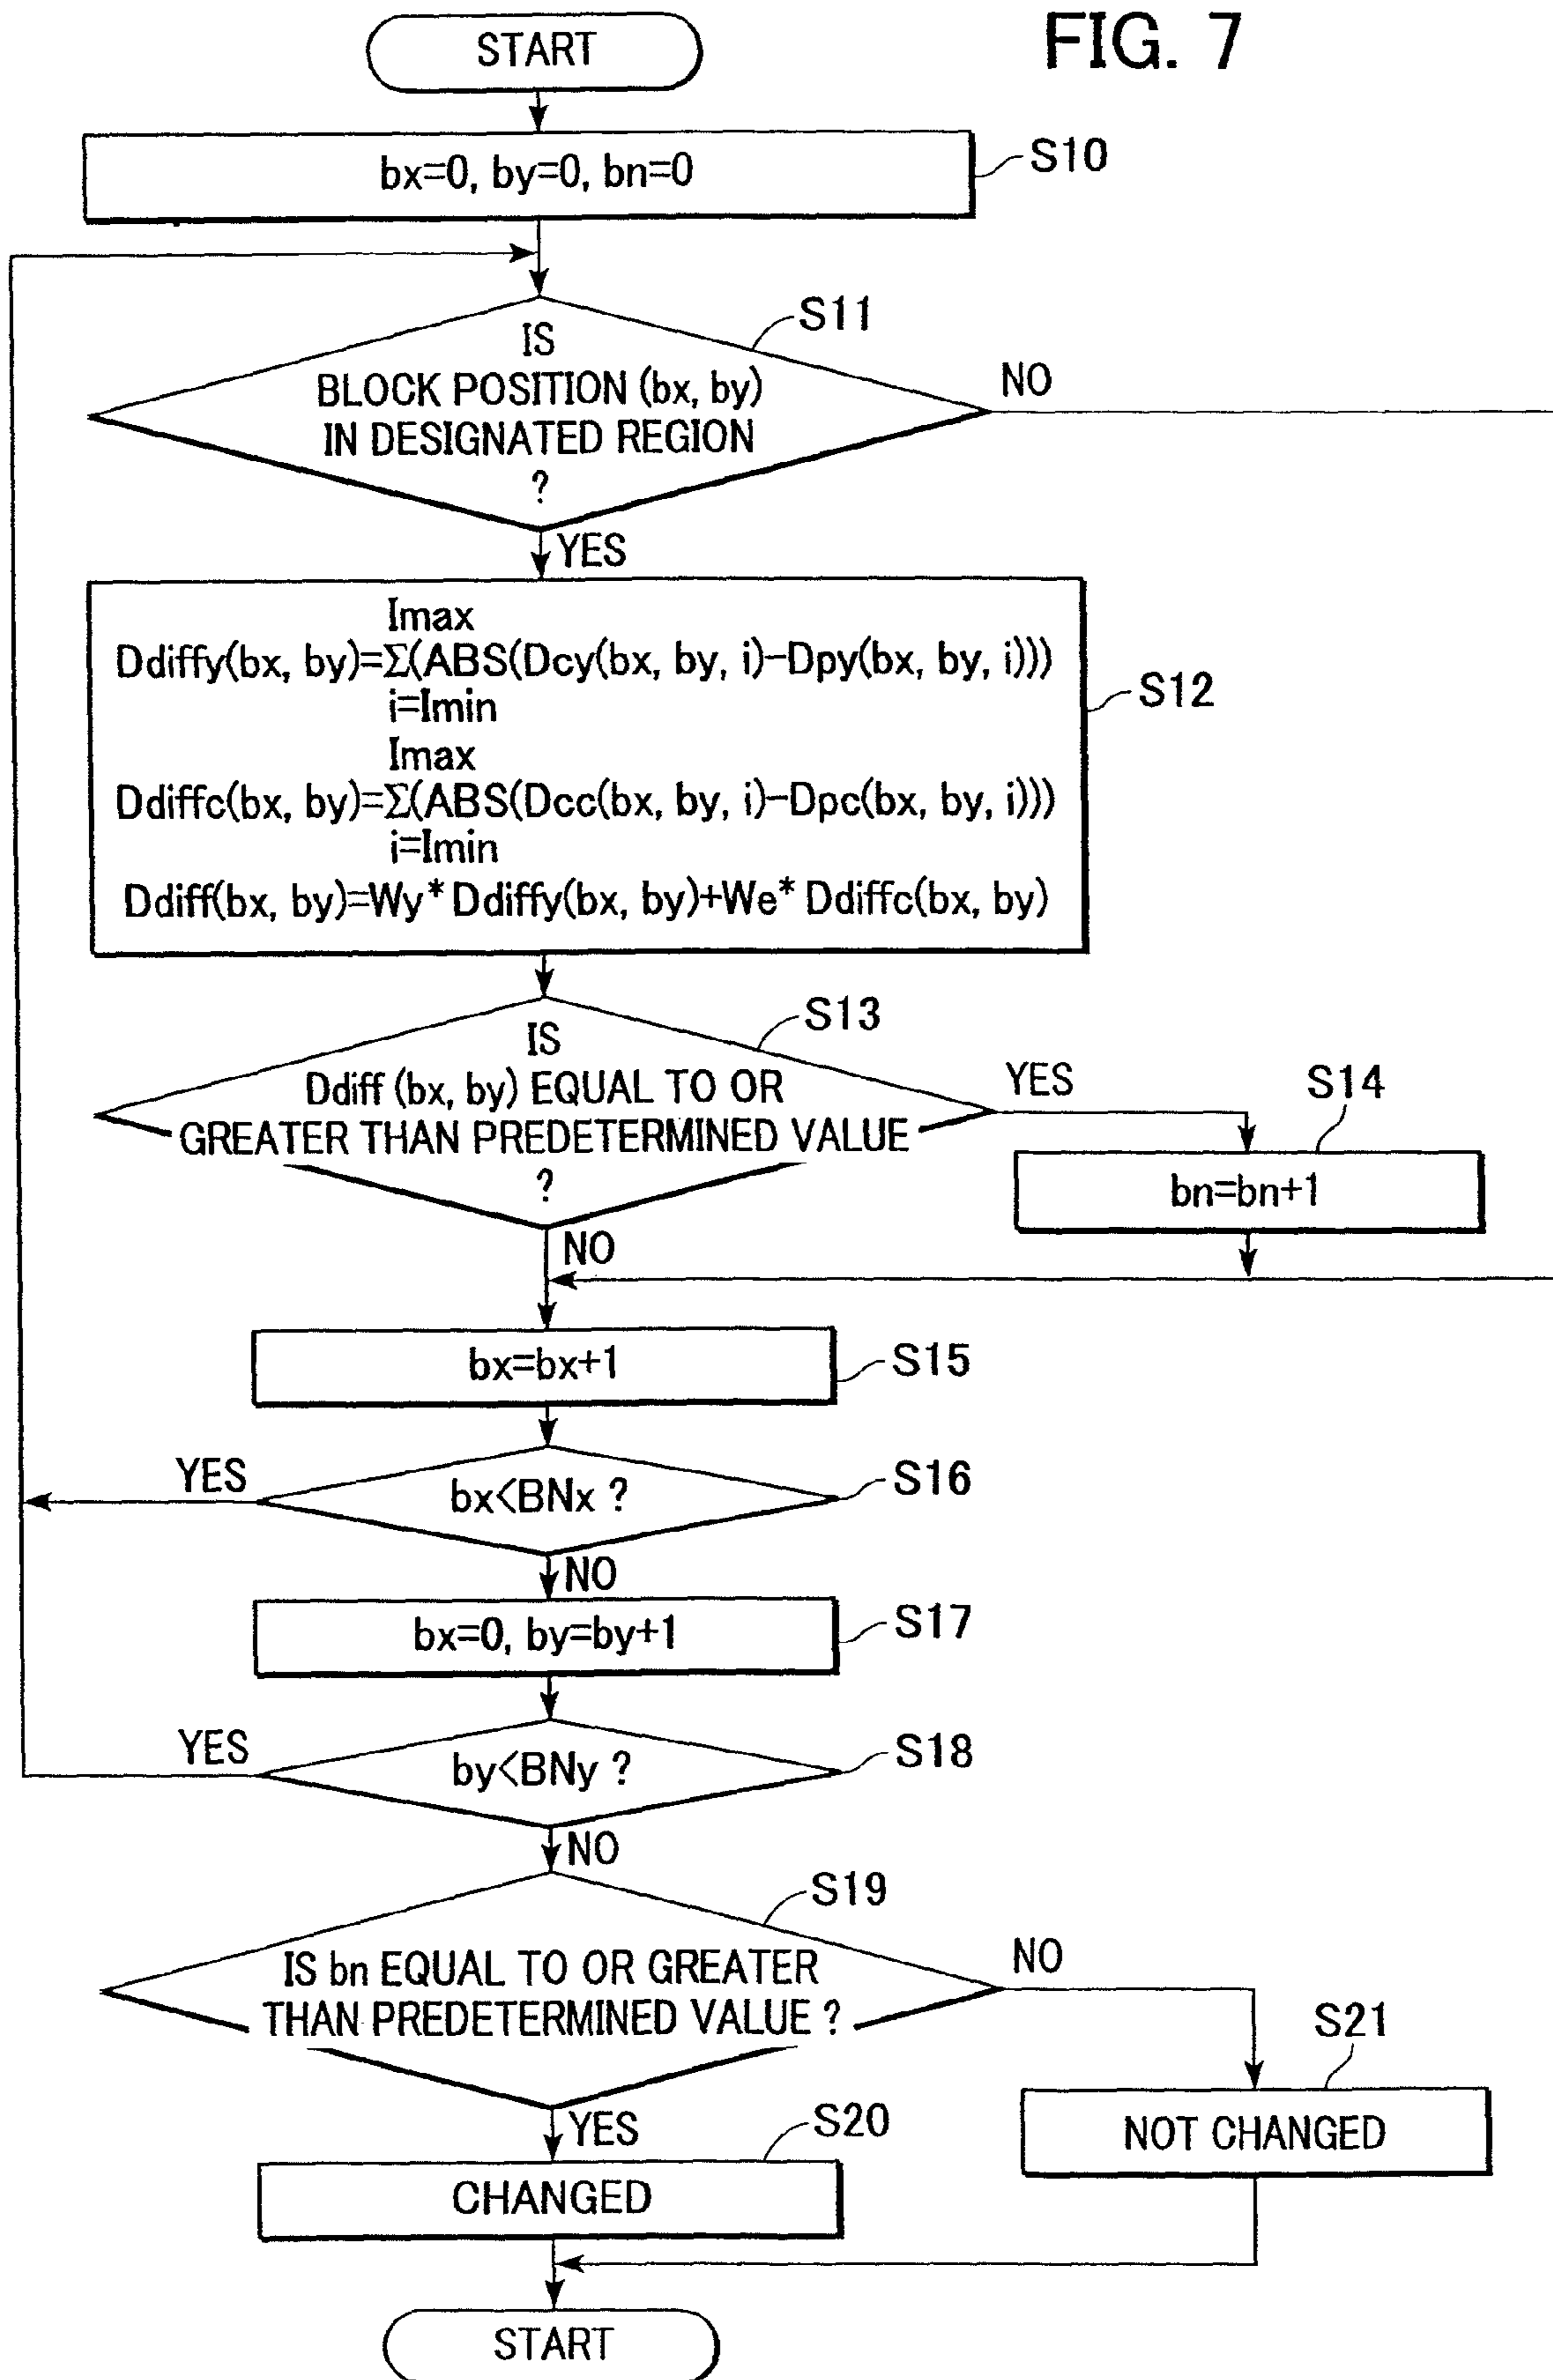 FIG. 7
START
bx=0, by=0, bn=0
S10
S11
IS
BLOCK POSITION (bx, by)
IN DESIGNATED REGION
?
NO
YES
Imax
Ddiffy(bx, by)=Σ(ABS(Dcy(bx, by, i)-Dpy(bx, by, i)))
i=Imin
Imax
Ddiffc(bx, by)=Σ(ABS(Dcc(bx, by, i)-Dpc(bx, by, i)))
i=Imin
Ddiff(bx, by)=Wy* Ddiffy(bx, by)+We* Ddiffc(bx, by)
S12
S13
IS
Ddiff (bx, by) EQUAL TO OR
GREATER THAN PREDETERMINED VALUE
?
YES
S14
bn=bn+1
NO
bx=bx+1
S15
YES
bx<BNx ?
S16
NO
bx=0, by=by+1
S17
YES
by<BNy ?
S18
NO
S19
IS bn EQUAL TO OR GREATER
THAN PREDETERMINED VALUE ?
NO
S21
NOT CHANGED
YES
S20
CHANGED
START